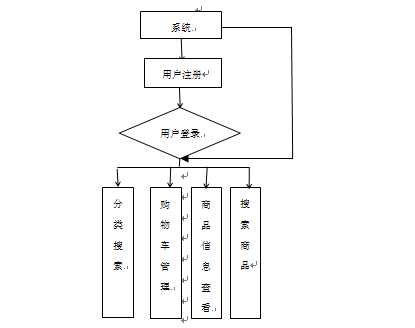 系统
用户注册
用户登录
分类搜索
购物车管理
商品信息查看
搜索商品